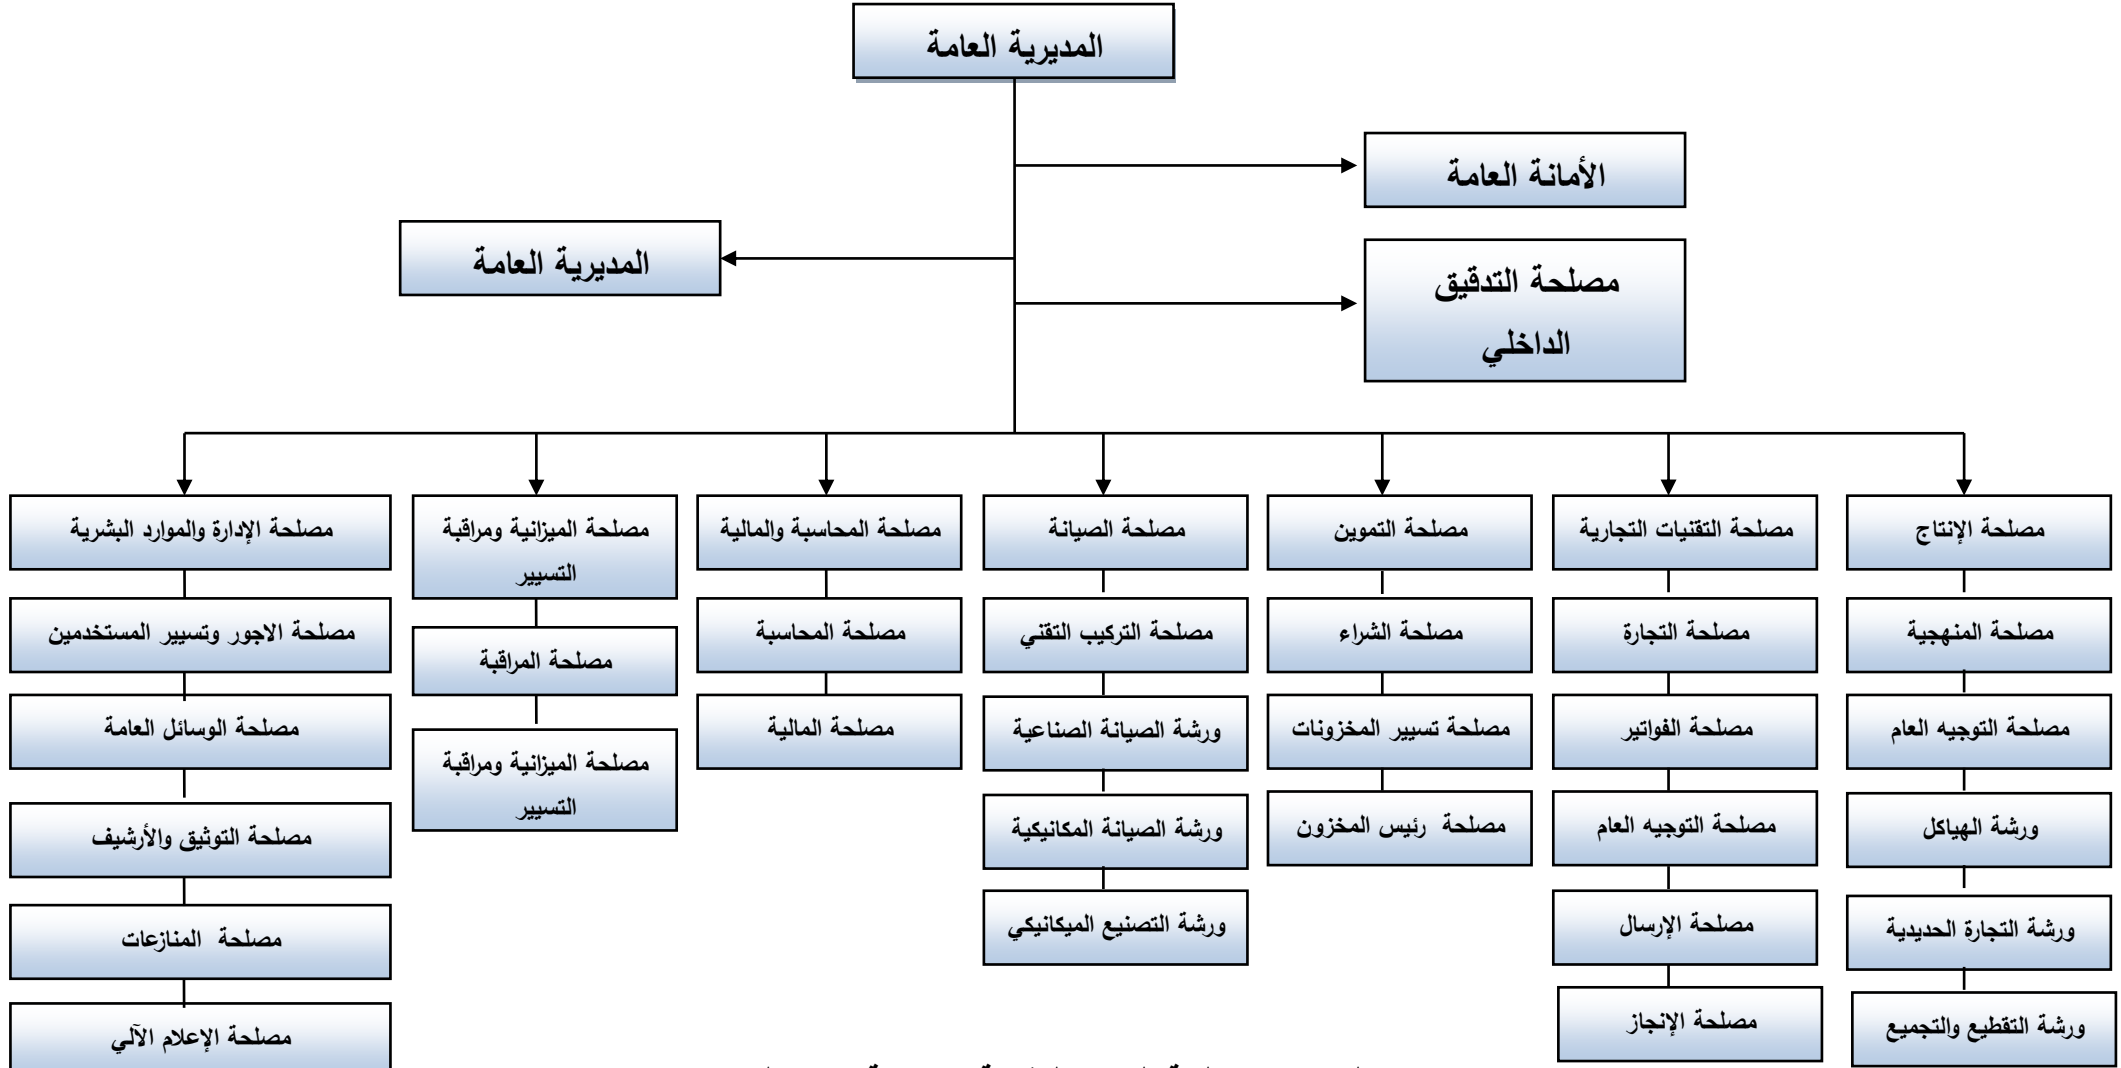 المديرية العامة
الأمانة العامة
المديرية العامة
مصلحة التدقيق
الداخلي
مصلحة الإنتاج
مصلحة المنهجية
مصلحة التوجيه العام
ورشة الهياكل
ورشة التجارة الحديدية
ورشة التقطيع والتجميع
مصلحة التقنيات التجارية
مصلحة التجارة
مصلحة الفواتير
مصلحة التوجيه العام
مصلحة الإرسال
مصلحة الإنجاز
مصلحة التموين
مصلحة الشراء
مصلحة تسيير المخزونات
مصلحة رئيس المخزون
مصلحة الصيانة
مصلحة التركيب التقني
ورشة الصيانة الصناعية
ورشة الصيانة المكانيكية
ورشة التصنيع الميكانيكي
مصلحة المحاسبة والمالية
مصلحة المحاسبة
مصلحة المالية
مصلحة الميزانية ومراقبة
التسيير
مصلحة المراقبة
مصلحة الميزانية ومراقبة
التسيير
مصلحة الإدارة والموارد البشرية
مصلحة الاجور وتسيير المستخدمين
مصلحة الوسائل العامة
مصلحة التوثيق والأرشيف
مصلحة المنازعات
مصلحة الإعلام الآلي